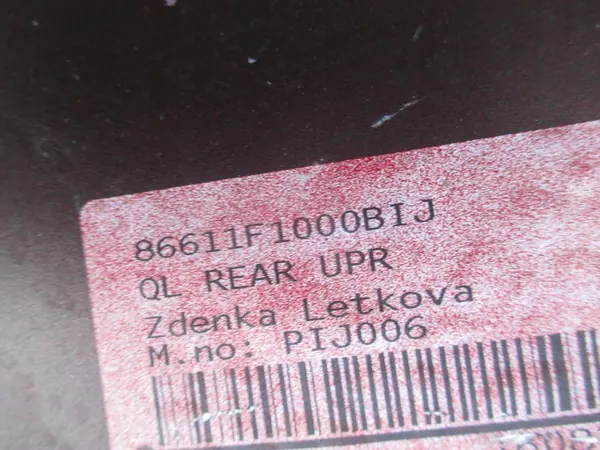 86611F1000BIJ
QL REAR UPR
Zdenka Letkova
M.no: PIJ006